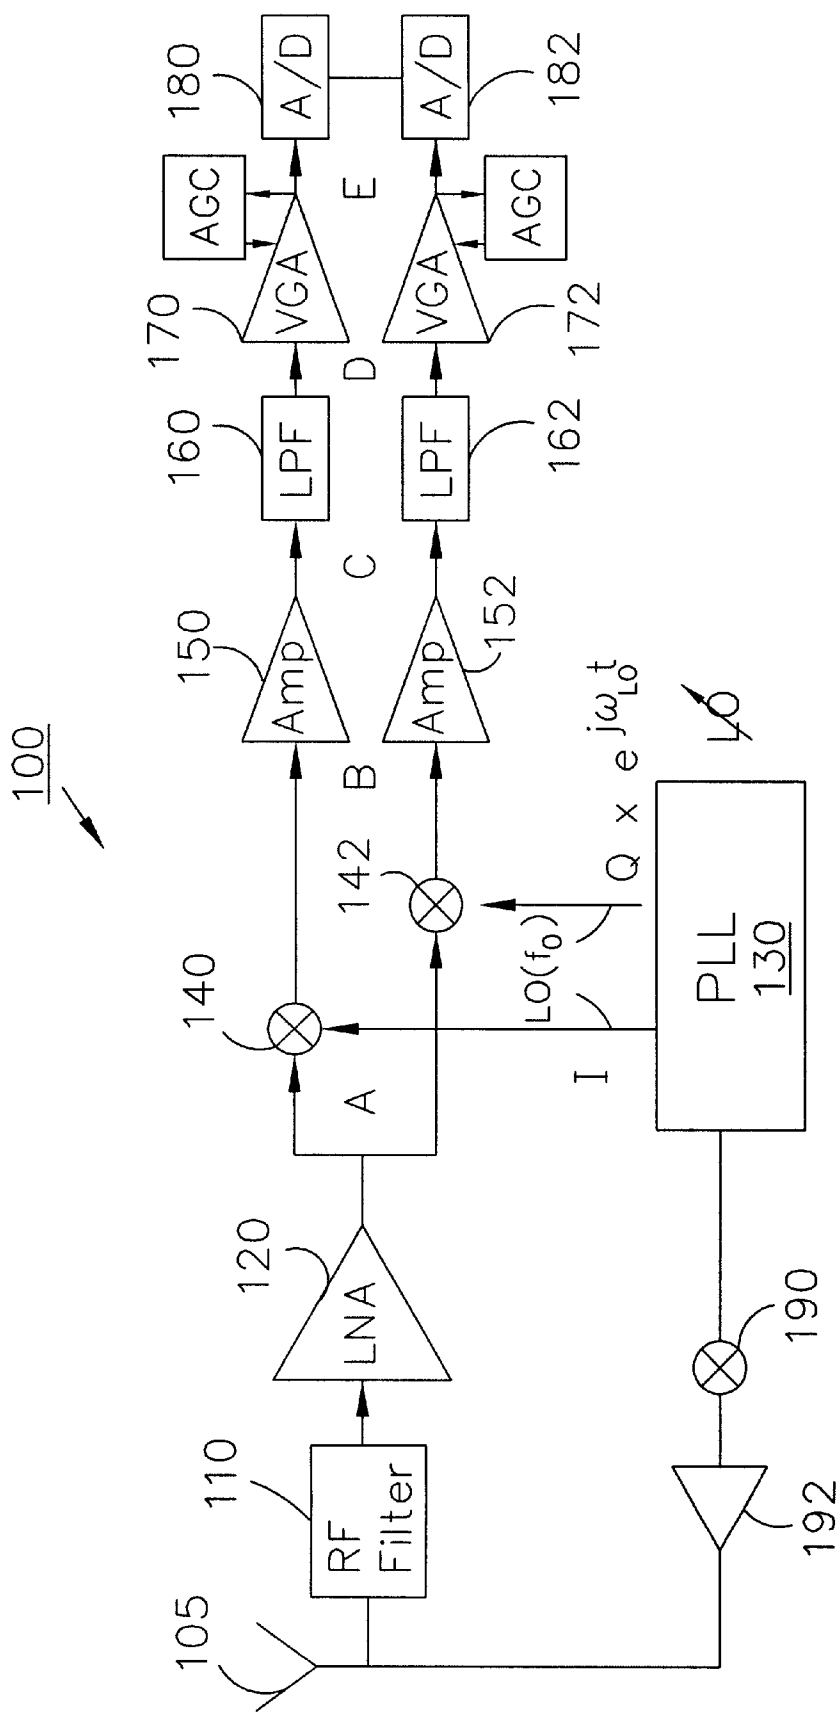 100
105
110
RF
Filter
120
LNA
A
140
142
B
150
Amp
152
Amp
C
160
LPF
162
LPF
D
170
VGA
172
VGA
AGC
AGC
E
180
A/D
182
A/D
I
LO(f₀)
Q x e^{jω_{LO}t}
LO
PLL
130
190
192